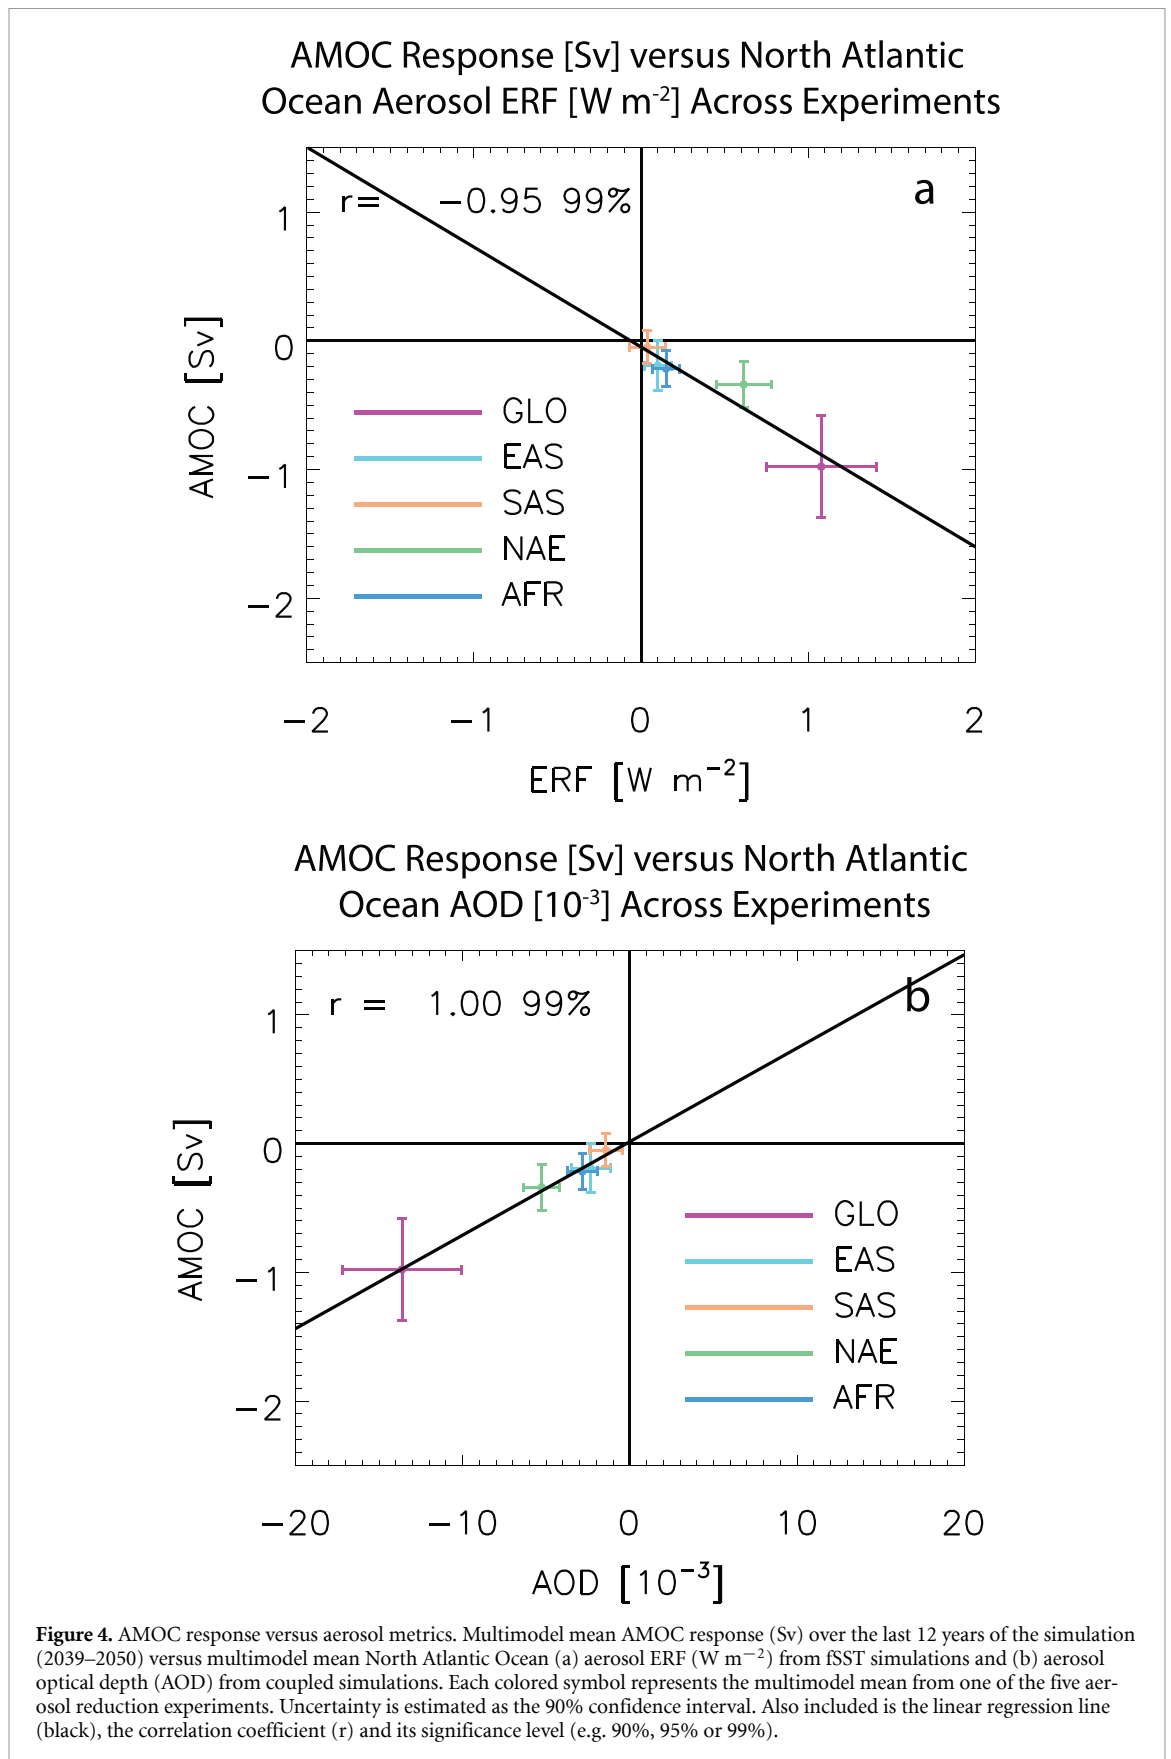 AMOC Response [Sv] versus North Atlantic
Ocean Aerosol ERF [W m-2] Across Experiments
r= −0.95 99%
a
1
0
−1
−2
AMOC [Sv]
GLO
EAS
SAS
NAE
AFR
−2 −1 0 1 2
ERF [W m−2]
AMOC Response [Sv] versus North Atlantic
Ocean AOD [10-3] Across Experiments
r = 1.00 99%
b
1
0
−1
−2
AMOC [Sv]
GLO
EAS
SAS
NAE
AFR
−20 −10 0 10 20
AOD [10−3]
Figure 4. AMOC response versus aerosol metrics. Multimodel mean AMOC response (Sv) over the last 12 years of the simulation
(2039–2050) versus multimodel mean North Atlantic Ocean (a) aerosol ERF (W m−2) from fSST simulations and (b) aerosol
optical depth (AOD) from coupled simulations. Each colored symbol represents the multimodel mean from one of the five aer-
osol reduction experiments. Uncertainty is estimated as the 90% confidence interval. Also included is the linear regression line
(black), the correlation coefficient (r) and its significance level (e.g. 90%, 95% or 99%).